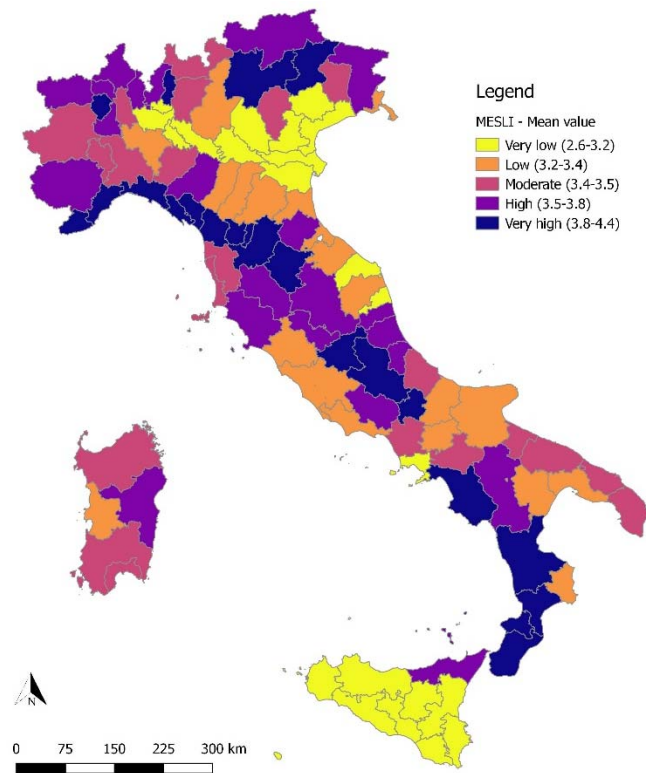 Legend
MESLI - Mean value
Very low (2.6-3.2)
Low (3.2-3.4)
Moderate (3.4-3.5)
High (3.5-3.8)
Very high (3.8-4.4)
N
0 75 150 225 300 km